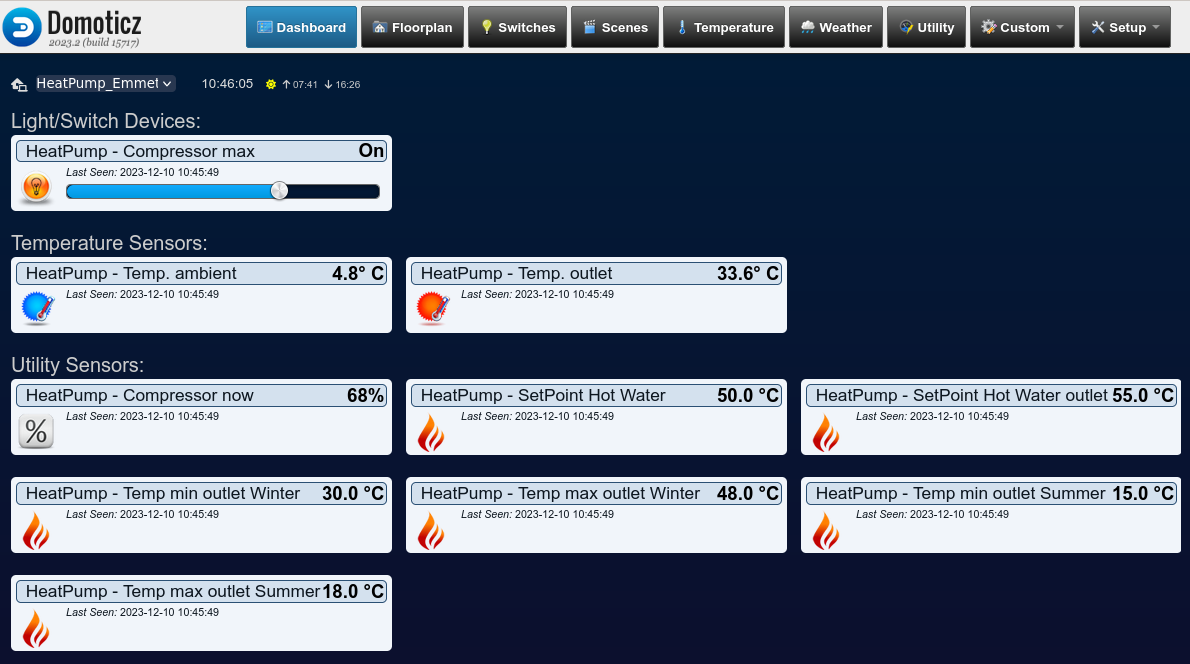 Domoticz
2023.2 (build 15717)
Dashboard Floorplan Switches Scenes Temperature Weather Utility Custom Setup
HeatPump_Emmet 10:46:05 07:41 16:26
Light/Switch Devices:
HeatPump - Compressor max On
Last Seen: 2023-12-10 10:45:49
Temperature Sensors:
HeatPump - Temp. ambient 4.8° C
Last Seen: 2023-12-10 10:45:49
HeatPump - Temp. outlet 33.6° C
Last Seen: 2023-12-10 10:45:49
Utility Sensors:
HeatPump - Compressor now 68%
Last Seen: 2023-12-10 10:45:49
%
HeatPump - SetPoint Hot Water 50.0 °C
Last Seen: 2023-12-10 10:45:49
HeatPump - SetPoint Hot Water outlet 55.0 °C
Last Seen: 2023-12-10 10:45:49
HeatPump - Temp min outlet Winter 30.0 °C
Last Seen: 2023-12-10 10:45:49
HeatPump - Temp max outlet Winter 48.0 °C
Last Seen: 2023-12-10 10:45:49
HeatPump - Temp min outlet Summer 15.0 °C
Last Seen: 2023-12-10 10:45:49
HeatPump - Temp max outlet Summer 18.0 °C
Last Seen: 2023-12-10 10:45:49